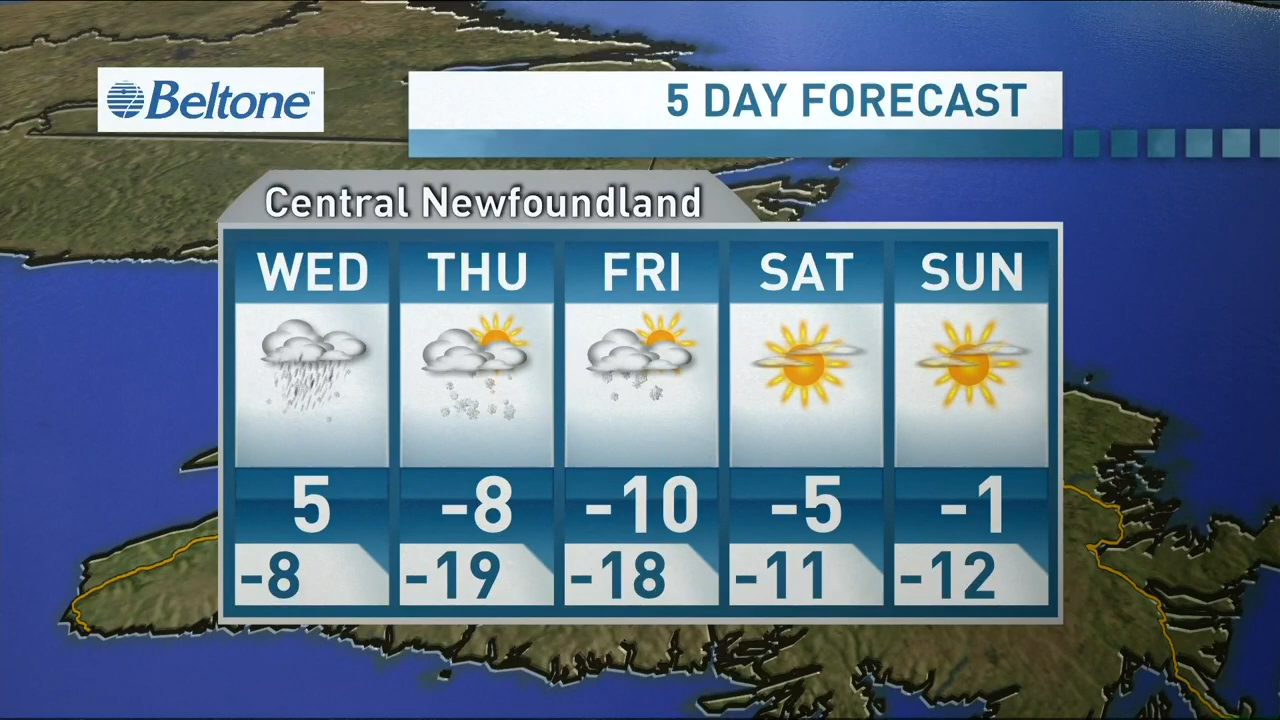 Beltone™
5 DAY FORECAST
Central Newfoundland
WED THU FRI SAT SUN
5 -8 -10 -5 -1
-8 -19 -18 -11 -12